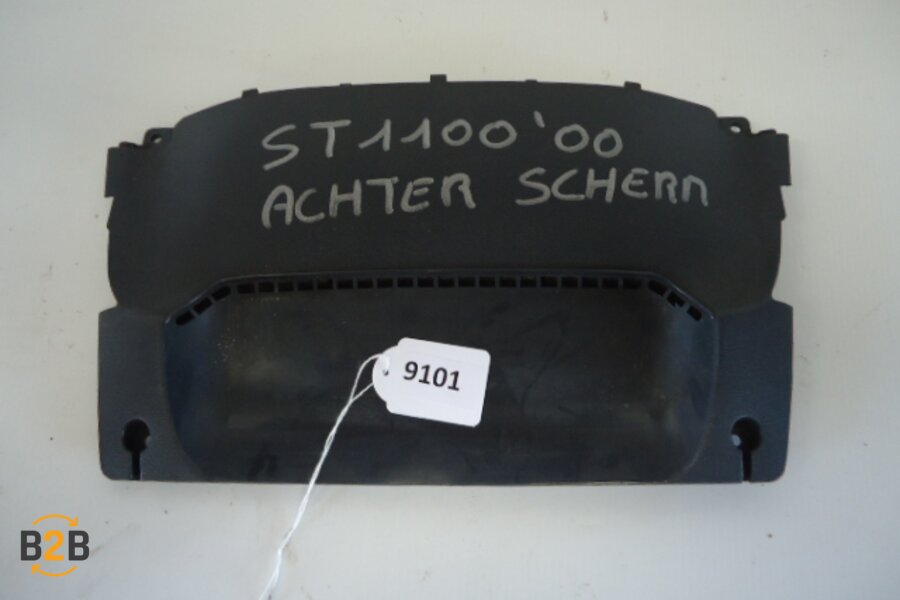 ST1100'00
ACHTER SCHERM
9101
B2B